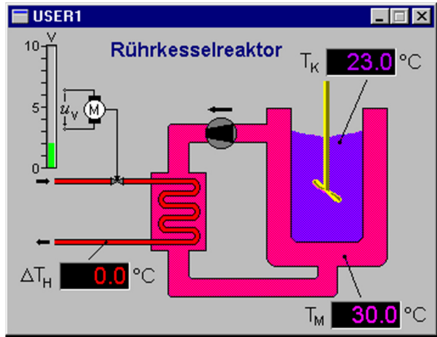 USER1
V
10
5
0
u_V
M
Rührkesselreaktor
T_K 23.0 °C
ΔT_H 0.0 °C
T_M 30.0 °C